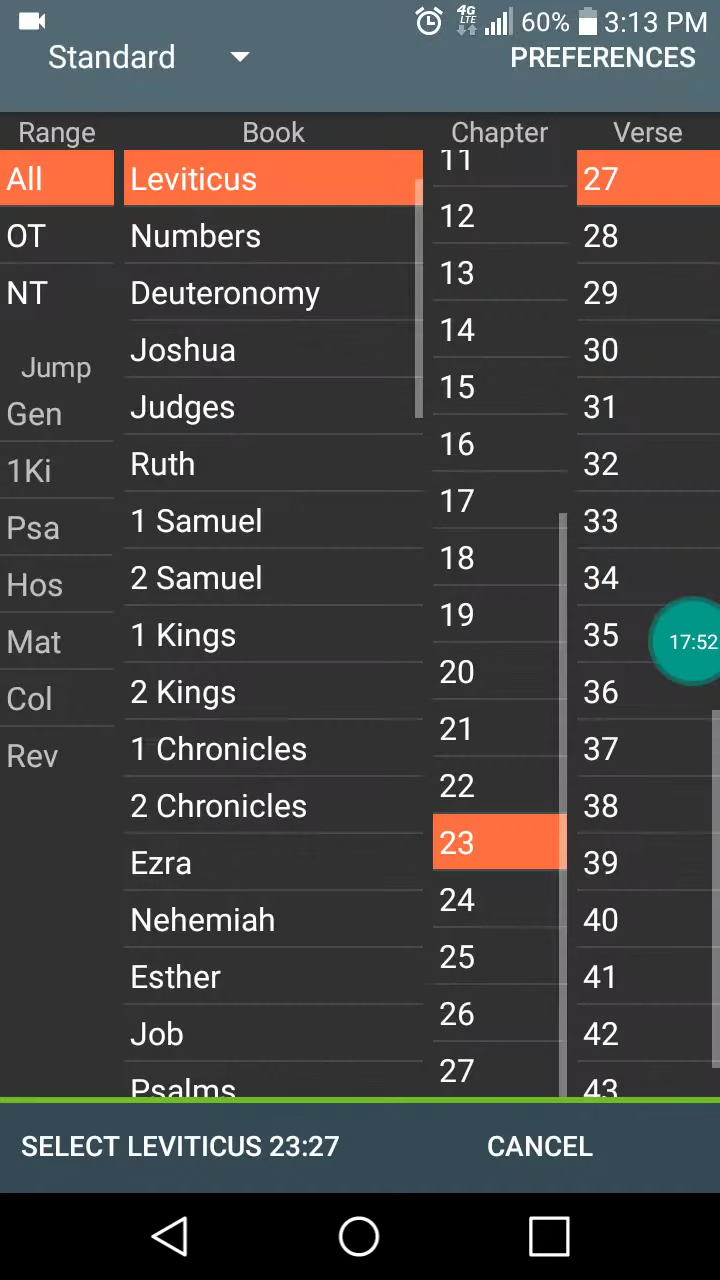 4G LTE 60% 3:13 PM
Standard PREFERENCES
Range Book Chapter Verse
All Leviticus 11 27
OT Numbers 12 28
NT Deuteronomy 13 29
Joshua 14 30
Jump Judges 15 31
Gen Ruth 16 32
1Ki 1 Samuel 17 33
Psa 2 Samuel 18 34
Hos 1 Kings 19 35 17:52
Mat 2 Kings 20 36
Col 1 Chronicles 21 37
Rev 2 Chronicles 22 38
Ezra 23 39
Nehemiah 24 40
Esther 25 41
Job 26 42
Psalms 27 43
SELECT LEVITICUS 23:27 CANCEL